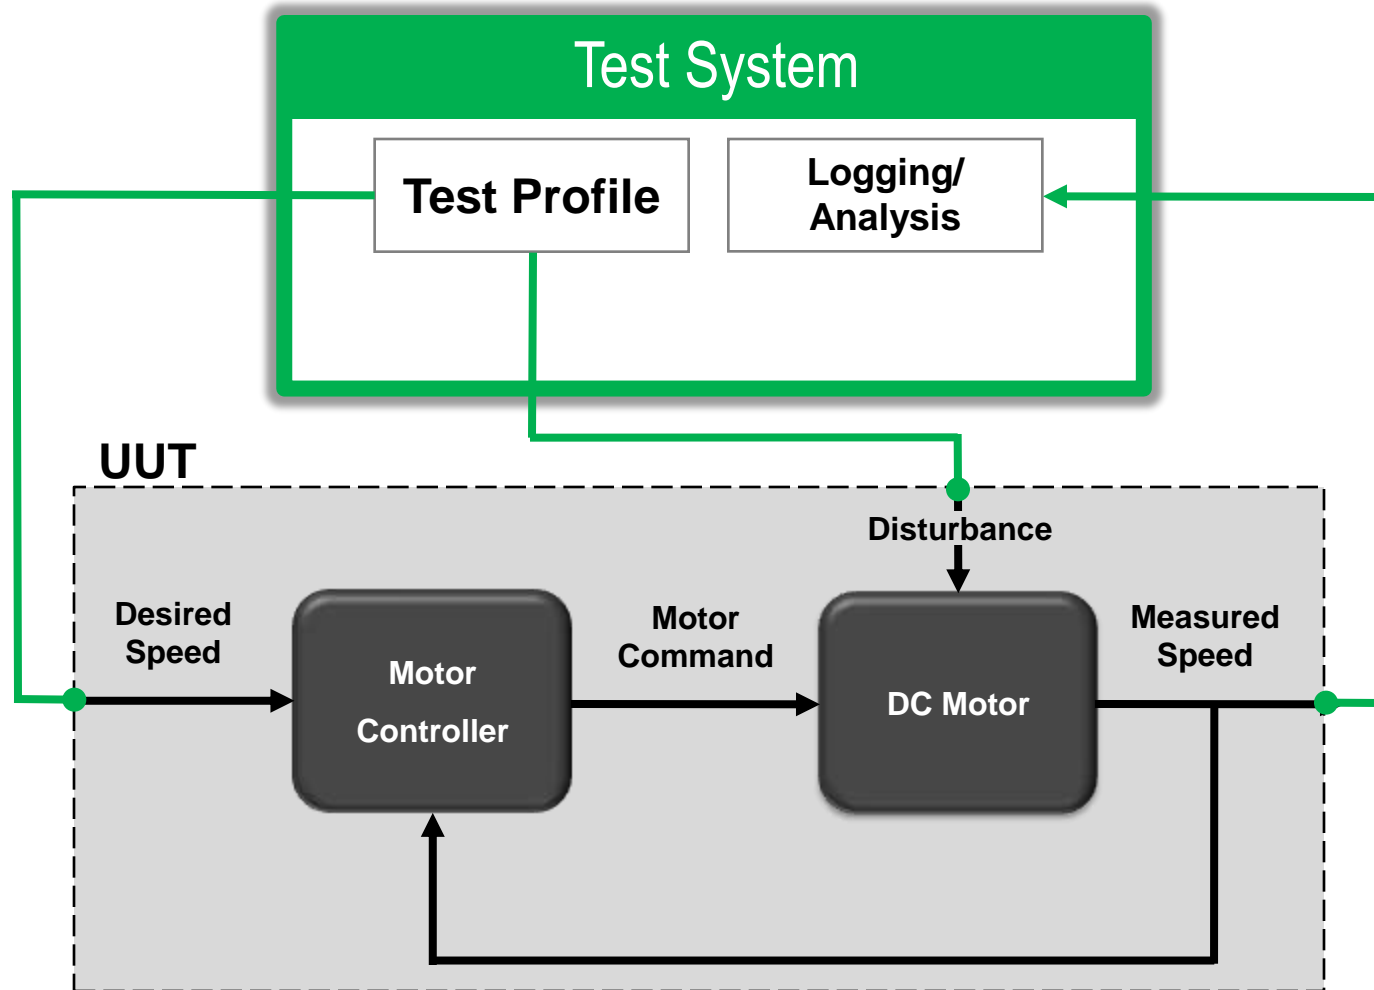 Test System
Test Profile
Logging/
Analysis
UUT
Disturbance
Desired
Speed
Motor
Controller
Motor
Command
DC Motor
Measured
Speed